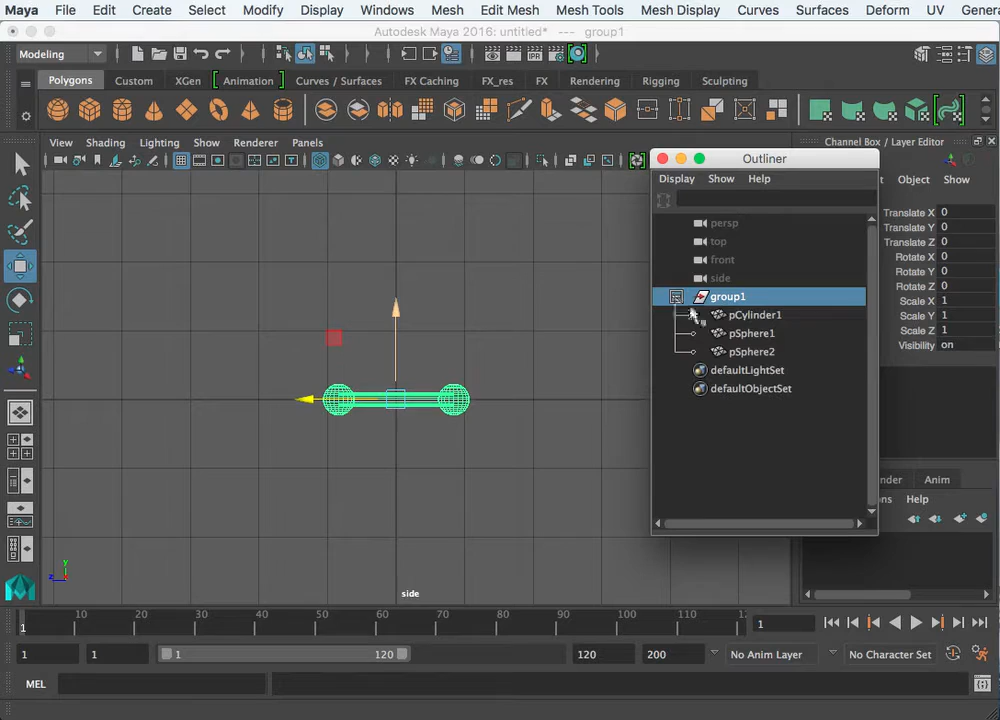 Maya File Edit Create Select Modify Display Windows Mesh Edit Mesh Mesh Tools Mesh Display Curves Surfaces Deform UV Genera
Autodesk Maya 2016: untitled* --- group1
Modeling
Polygons Custom XGen Animation Curves / Surfaces FX Caching FX_res FX Rendering Rigging Sculpting
View Shading Lighting Show Renderer Panels
Channel Box / Layer Editor
Outliner
Display Show Help
Object Show
persp
top
front
side
group1
pCylinder1
pSphere1
pSphere2
defaultLightSet
defaultObjectSet
Translate X 0
Translate Y 0
Translate Z 0
Rotate X 0
Rotate Y 0
Rotate Z 0
Scale X 1
Scale Y 1
Scale Z 1
Visibility on
nder Anim
ons Help
y
z
side
1 10 20 30 40 50 60 70 80 90 100 110 12
1
1 1 1 120 120 200 No Anim Layer No Character Set
MEL